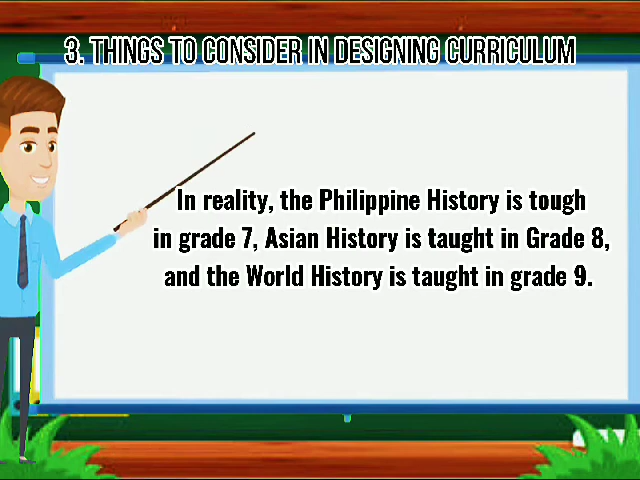 3. THINGS TO CONSIDER IN DESIGNING CURRICULUM
In reality, the Philippine History is tough
in grade 7, Asian History is taught in Grade 8,
and the World History is taught in grade 9.